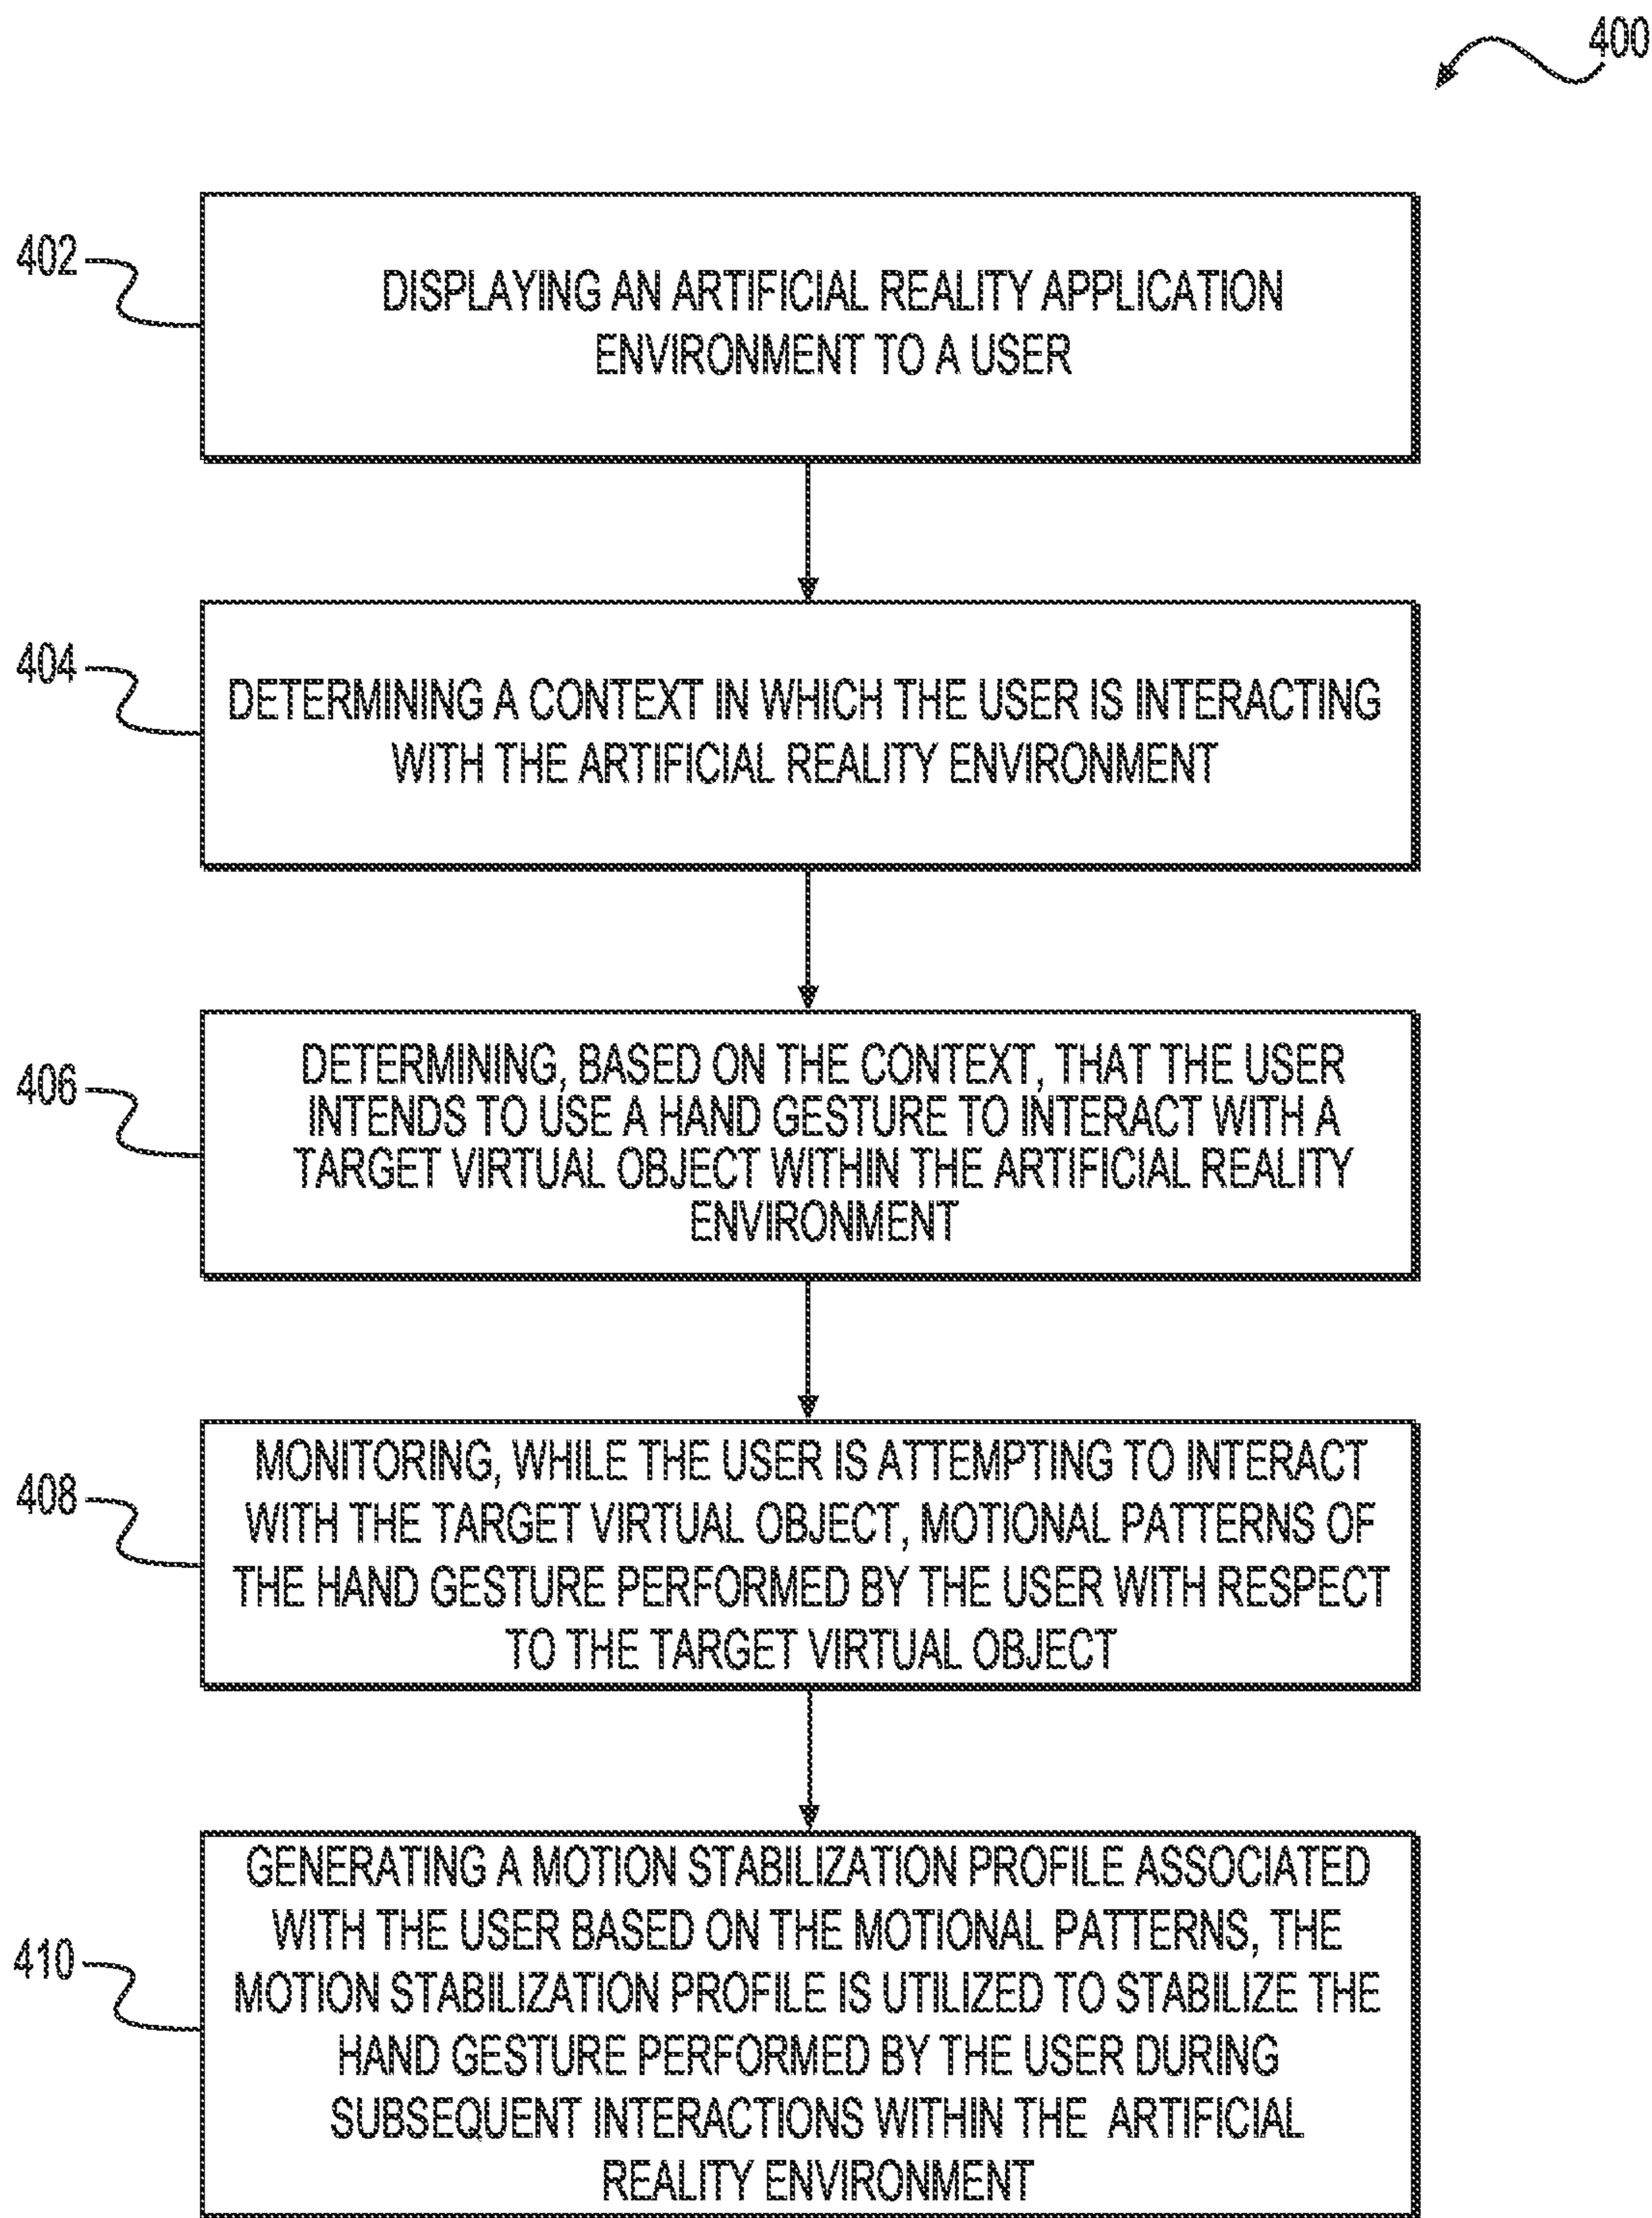 400
402
DISPLAYING AN ARTIFICIAL REALITY APPLICATION
ENVIRONMENT TO A USER
404
DETERMINING A CONTEXT IN WHICH THE USER IS INTERACTING
WITH THE ARTIFICIAL REALITY ENVIRONMENT
406
DETERMINING, BASED ON THE CONTEXT, THAT THE USER
INTENDS TO USE A HAND GESTURE TO INTERACT WITH A
TARGET VIRTUAL OBJECT WITHIN THE ARTIFICIAL REALITY
ENVIRONMENT
408
MONITORING, WHILE THE USER IS ATTEMPTING TO INTERACT
WITH THE TARGET VIRTUAL OBJECT, MOTIONAL PATTERNS OF
THE HAND GESTURE PERFORMED BY THE USER WITH RESPECT
TO THE TARGET VIRTUAL OBJECT
410
GENERATING A MOTION STABILIZATION PROFILE ASSOCIATED
WITH THE USER BASED ON THE MOTIONAL PATTERNS, THE
MOTION STABILIZATION PROFILE IS UTILIZED TO STABILIZE THE
HAND GESTURE PERFORMED BY THE USER DURING
SUBSEQUENT INTERACTIONS WITHIN THE ARTIFICIAL
REALITY ENVIRONMENT